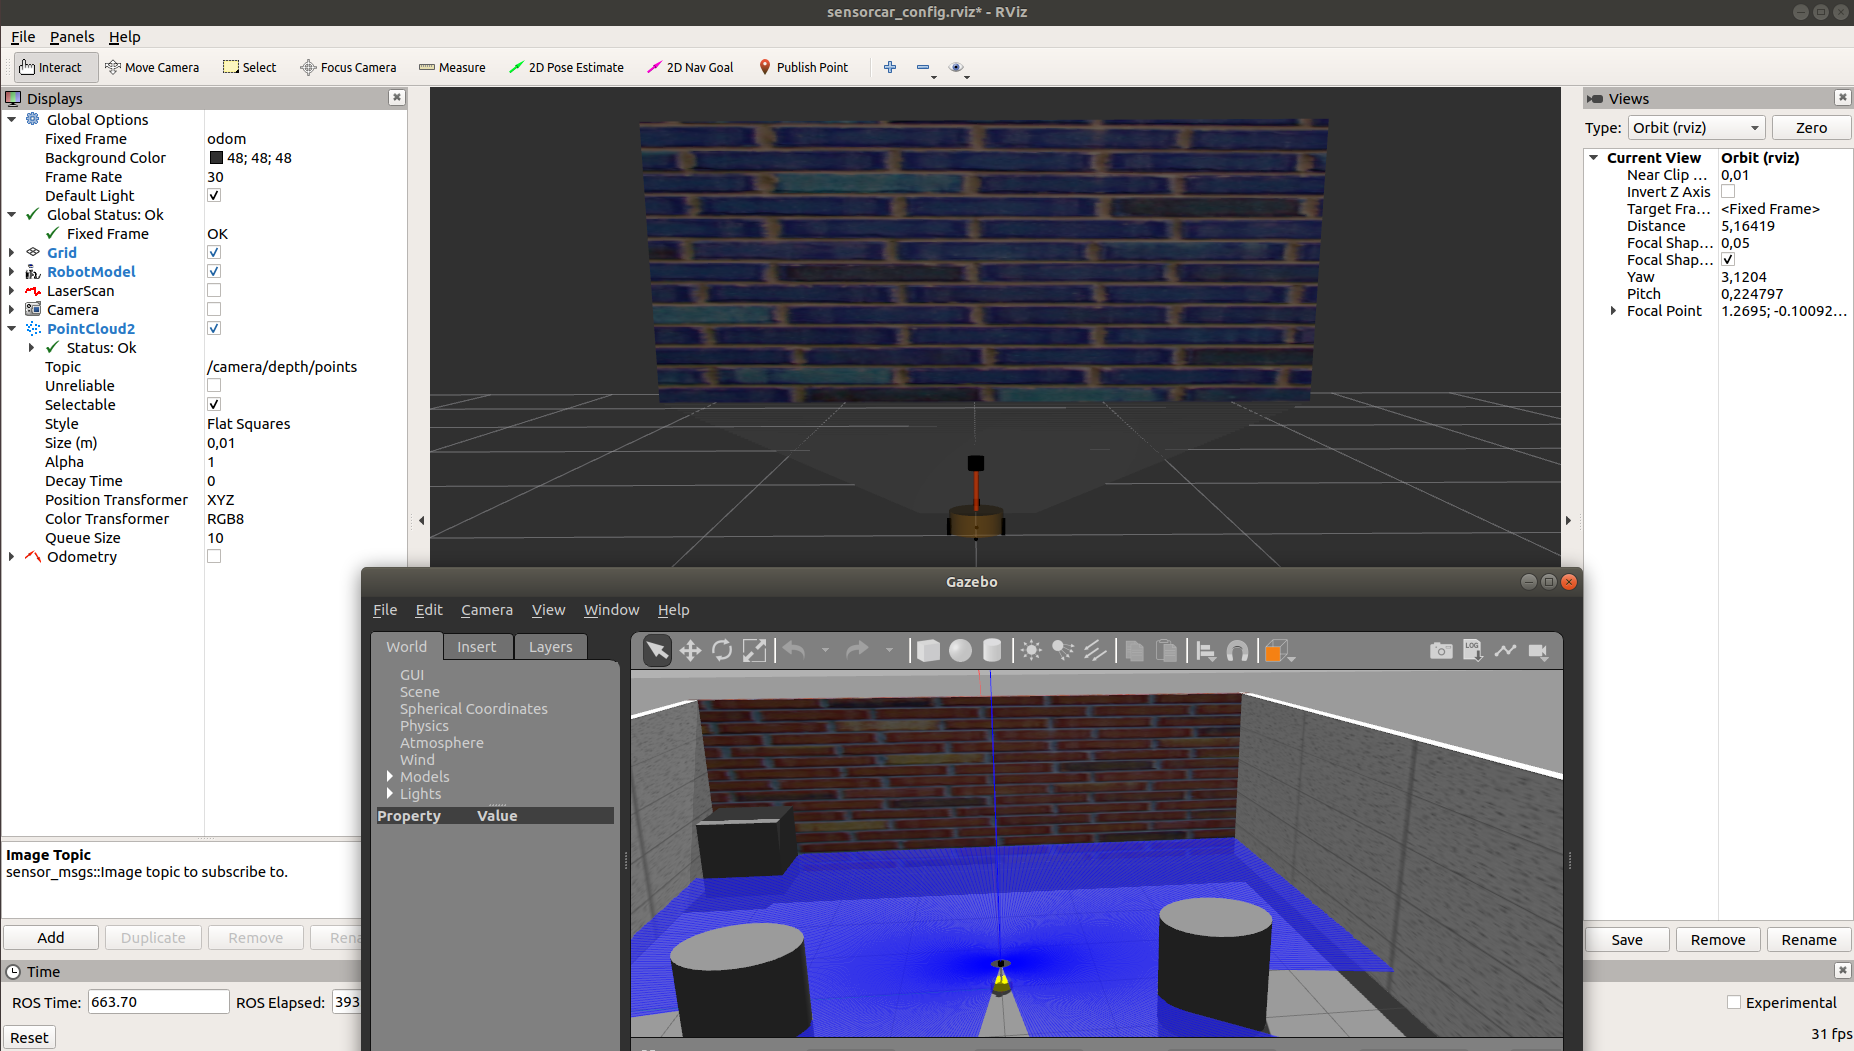 sensorcar_config.rviz* - RViz
File Panels Help
Interact Move Camera Select Focus Camera Measure 2D Pose Estimate 2D Nav Goal Publish Point
Displays
Global Options
Fixed Frame odom
Background Color 48; 48; 48
Frame Rate 30
Default Light
Global Status: Ok
Fixed Frame OK
Grid
RobotModel
LaserScan
Camera
PointCloud2
Status: Ok
Topic /camera/depth/points
Unreliable
Selectable
Style Flat Squares
Size (m) 0,01
Alpha 1
Decay Time 0
Position Transformer XYZ
Color Transformer RGB8
Queue Size 10
Odometry
Image Topic
sensor_msgs::Image topic to subscribe to.
Add Duplicate Remove Rena
Time
ROS Time: 663.70 ROS Elapsed: 393
Reset
Views
Type: Orbit (rviz) Zero
Current View Orbit (rviz)
Near Clip ... 0,01
Invert Z Axis
Target Fra... <Fixed Frame>
Distance 5,16419
Focal Shap... 0,05
Focal Shap...
Yaw 3,1204
Pitch 0,224797
Focal Point 1.2695; -0.10092...
Save Remove Rename
Experimental
31 fps
Gazebo
File Edit Camera View Window Help
World Insert Layers
LOG
GUI
Scene
Spherical Coordinates
Physics
Atmosphere
Wind
Models
Lights
Property Value